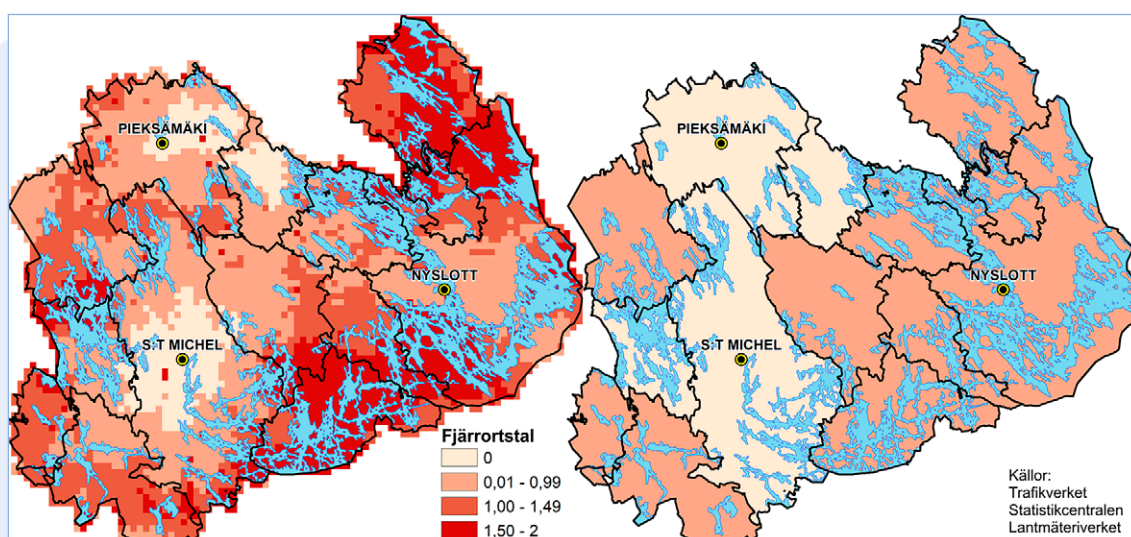 PIEKSÄMÄKI
NYSLOTT
S:T MICHEL
Fjärrortstal
0
0,01 - 0,99
1,00 - 1,49
1,50 - 2
PIEKSÄMÄKI
NYSLOTT
S:T MICHEL
Källor:
Trafikverket
Statistikcentralen
Lantmäteriverket